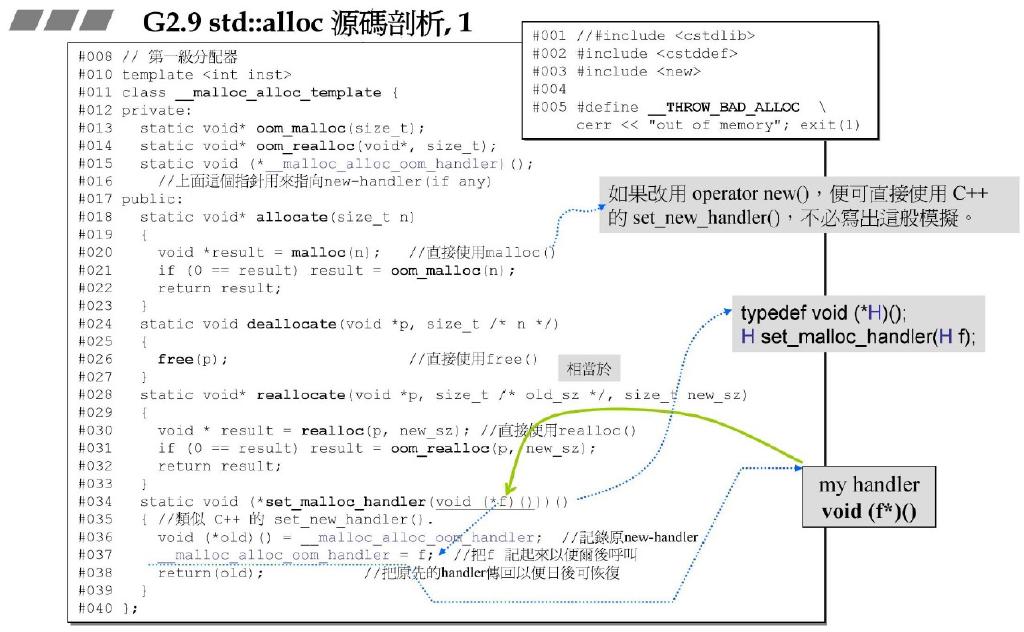 G2.9 std::alloc 源碼剖析, 1
#001 //#include <cstdlib>
#002 #include <cstddef>
#003 #include <new>
#004
#005 #define __THROW_BAD_ALLOC \
cerr << "out of memory"; exit(1)
#008 // 第一級分配器
#010 template <int inst>
#011 class __malloc_alloc_template {
#012 private:
#013 static void* oom_malloc(size_t);
#014 static void* oom_realloc(void*, size_t);
#015 static void (*__malloc_alloc_oom_handler)();
#016 //上面這個指針用來指向new-handler(if any)
#017 public:
#018 static void* allocate(size_t n)
#019 {
#020 void *result = malloc(n); //直接使用malloc()
#021 if (0 == result) result = oom_malloc(n);
#022 return result;
#023 }
#024 static void deallocate(void *p, size_t /* n */)
#025 {
#026 free(p); //直接使用free()
#027 }
#028 static void* reallocate(void *p, size_t /* old_sz */, size_t new_sz)
#029 {
#030 void * result = realloc(p, new_sz); //直接使用realloc()
#031 if (0 == result) result = oom_realloc(p, new_sz);
#032 return result;
#033 }
#034 static void (*set_malloc_handler(void (*f)()))()
#035 { //類似 C++ 的 set_new_handler().
#036 void (*old)() = __malloc_alloc_oom_handler; //記錄原new-handler
#037 __malloc_alloc_oom_handler = f; //把f 記起來以便爾後呼叫
#038 return(old); //把原先的handler傳回以便日後可恢復
#039 }
#040 };
如果改用 operator new()，便可直接使用 C++
的 set_new_handler()，不必寫出這般模擬。
typedef void (*H)();
H set_malloc_handler(H f);
相當於
my handler
void (f*)()